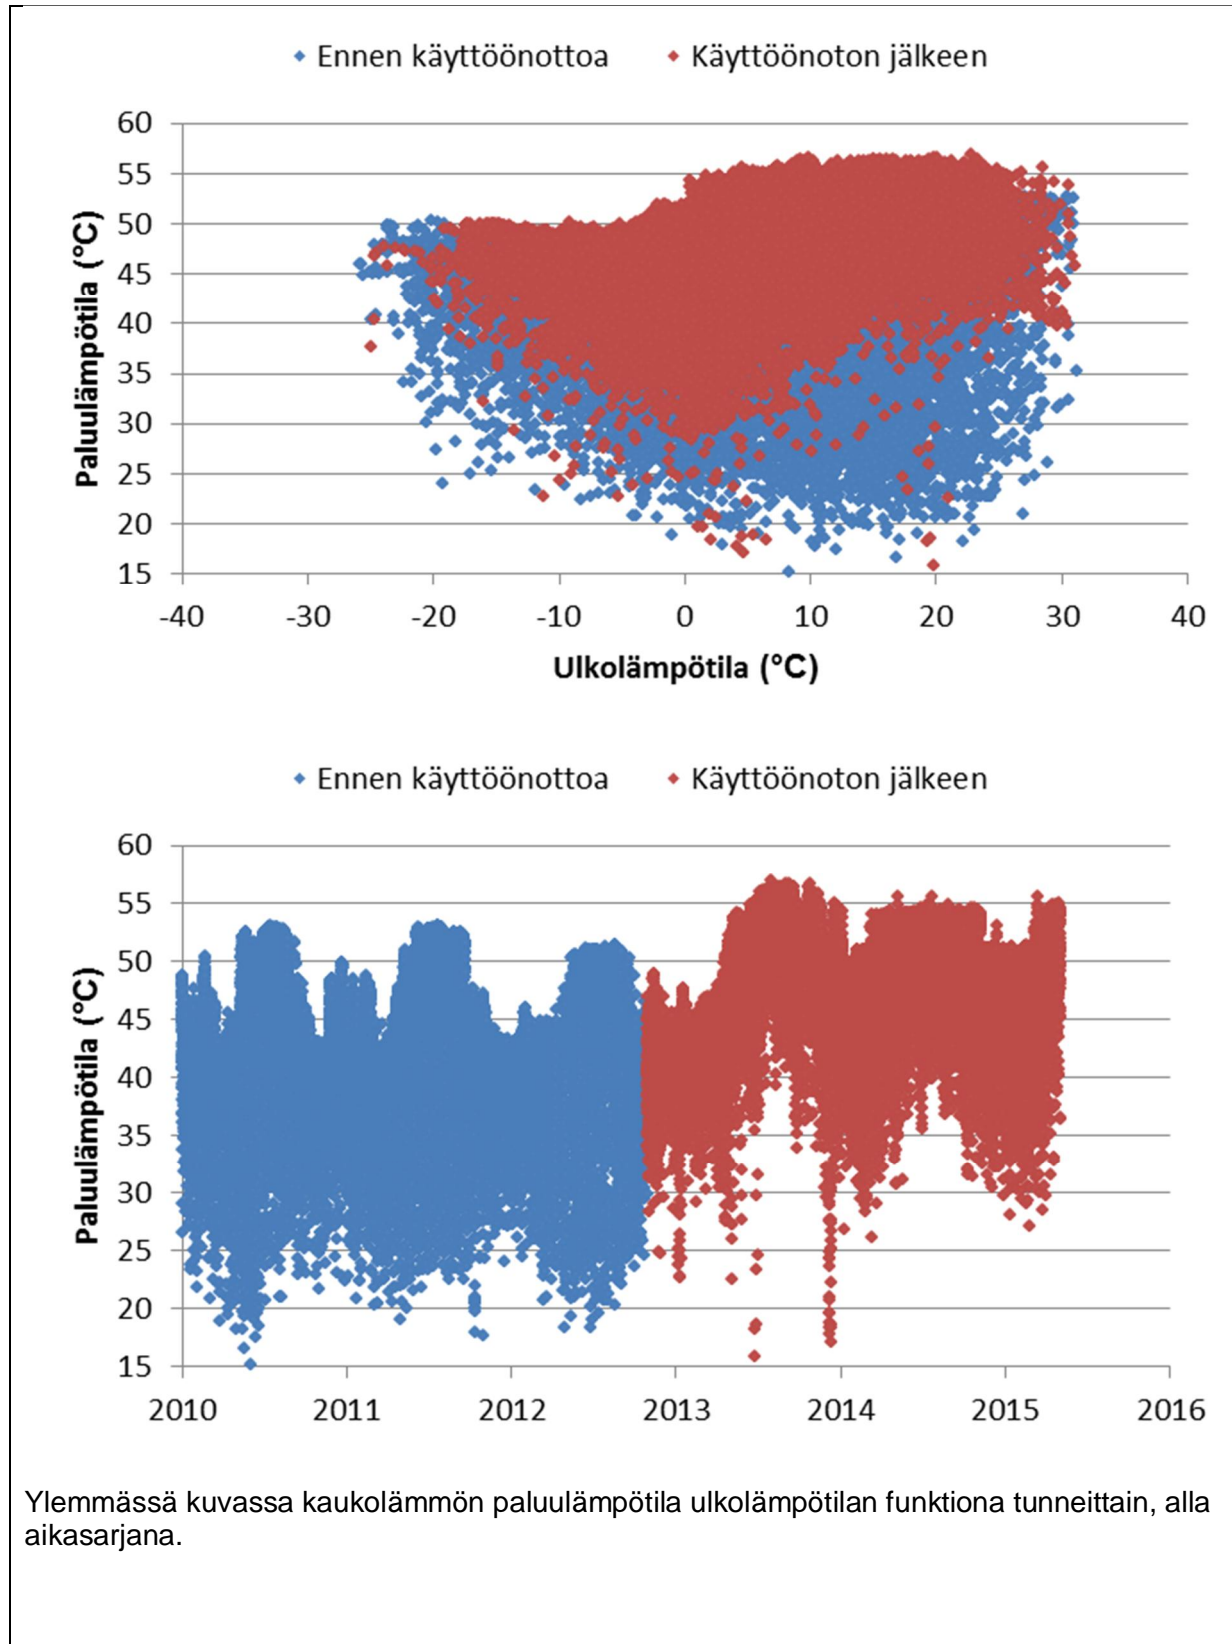 Ennen käyttöönottoa Käyttöönoton jälkeen
60
55
50
45
40
35
30
25
20
15
Paluulämpötila (°C)
-40 -30 -20 -10 0 10 20 30 40
Ulkolämpötila (°C)
Ennen käyttöönottoa Käyttöönoton jälkeen
60
55
50
45
40
35
30
25
20
15
Paluulämpötila (°C)
2010 2011 2012 2013 2014 2015 2016
Ylemmässä kuvassa kaukolämmön paluulämpötila ulkolämpötilan funktiona tunneittain, alla
aikasarjana.